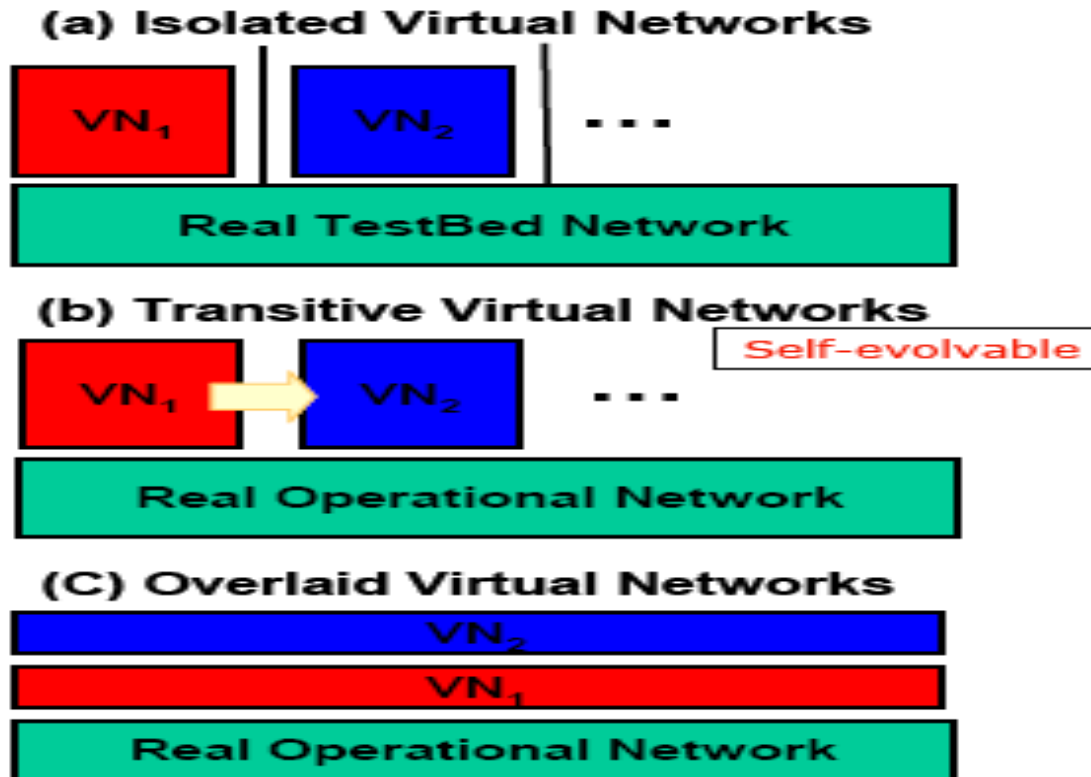 (a) Isolated Virtual Networks
VN₁
VN₂
...
Real TestBed Network
(b) Transitive Virtual Networks
Self-evolvable
VN₁
VN₂
...
Real Operational Network
(C) Overlaid Virtual Networks
VN₂
VN₁
Real Operational Network